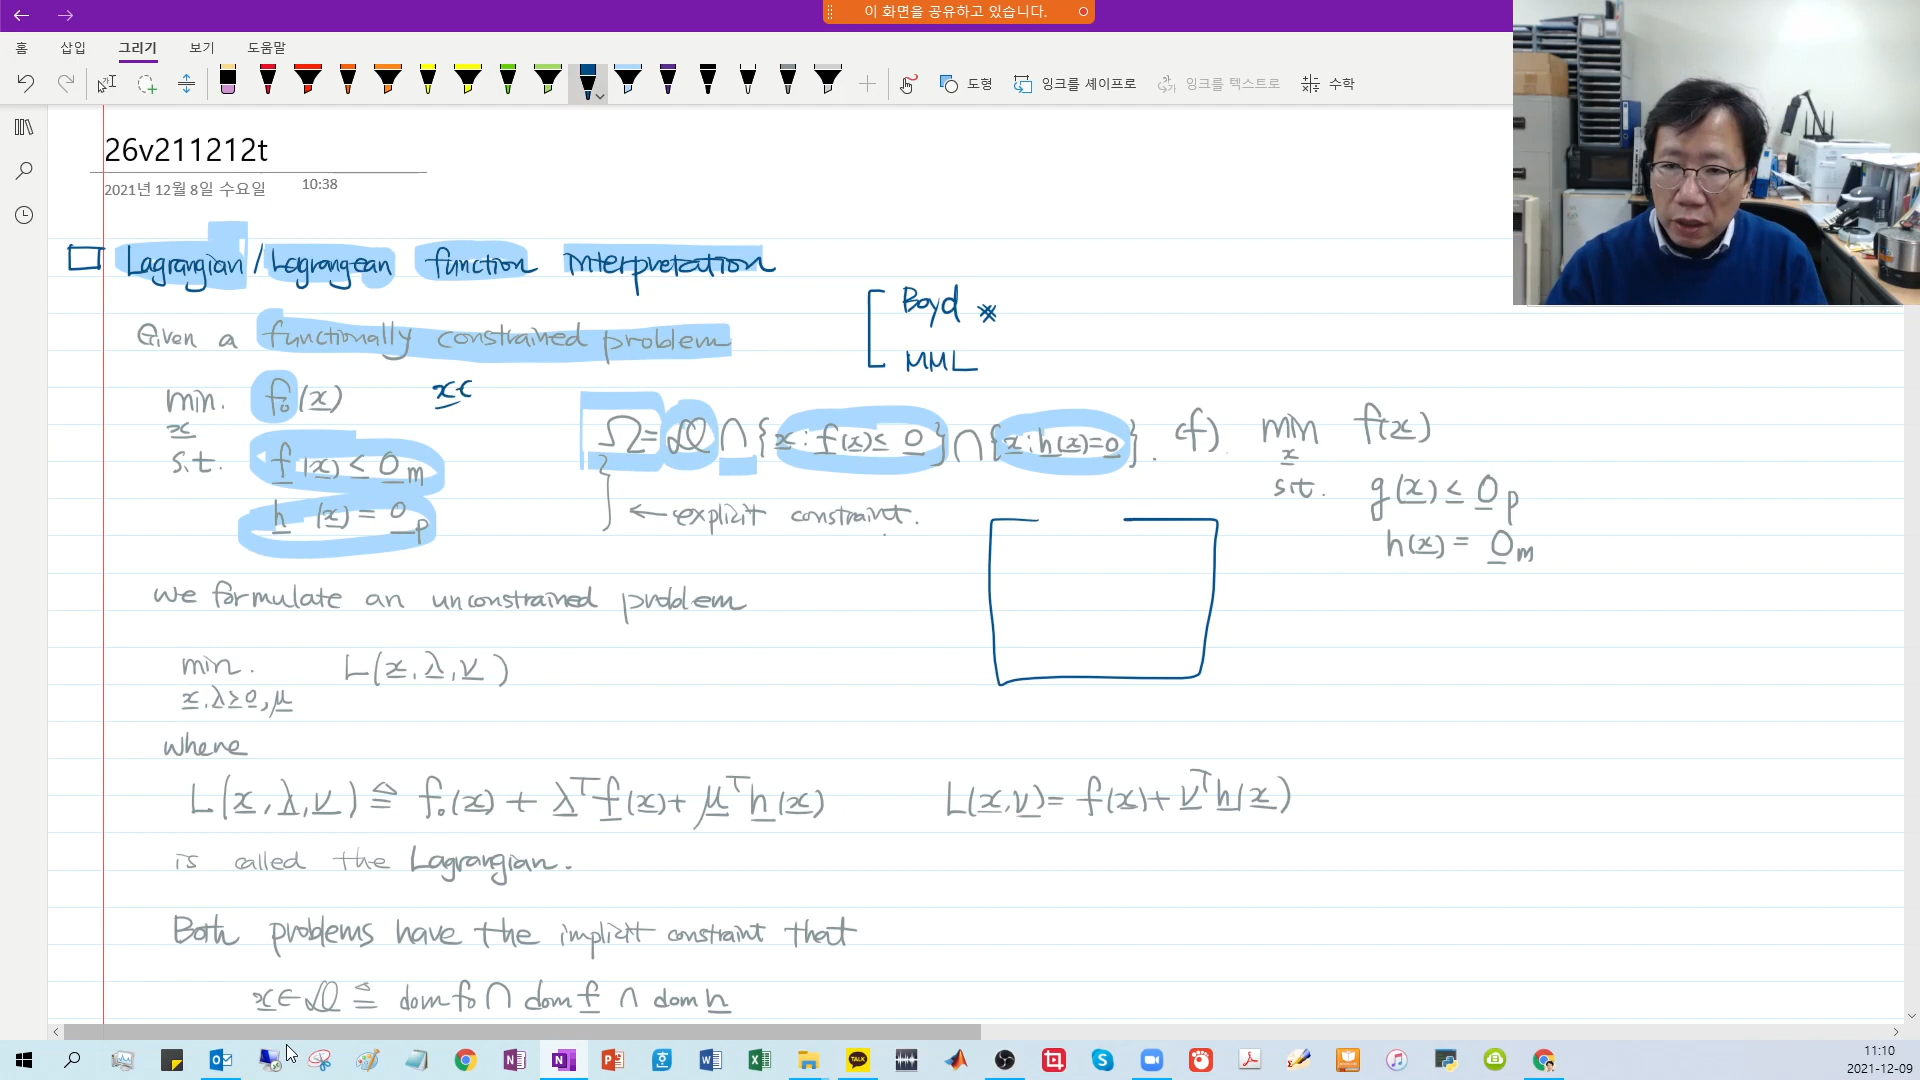 이 화면을 공유하고 있습니다.
홈 삽입 그리기 보기 도움말
도형 잉크를 셰이프로 잉크를 텍스트로 수학
26v211212t
2021년 12월 8일 수요일 10:38
Lagrangian / Lagrangean function interpretation
Boyd *
MML
Given a functionally constrained problem
min. f₀(x) x<
x
s.t. f(x) ≤ 0_m
h(x) = 0_p
Ω = 𝒟 ∩ {x : f(x) ≤ 0} ∩ {x : h(x) = 0}.
← explicit constraint.
cf) min f(x)
x
s.t. g(x) ≤ 0_p
h(x) = 0_m
we formulate an unconstrained problem
min. L(x, λ, ν)
x, λ≥0, μ
where
L(x, λ, ν) ≜ f₀(x) + λᵀf(x) + μᵀh(x) L(x, ν) = f(x) + νᵀh(x)
is called the Lagrangian.
Both problems have the implicit constraint that
x ∈ 𝒟 ≜ dom f₀ ∩ dom f ∩ dom h
11:10
2021-12-09